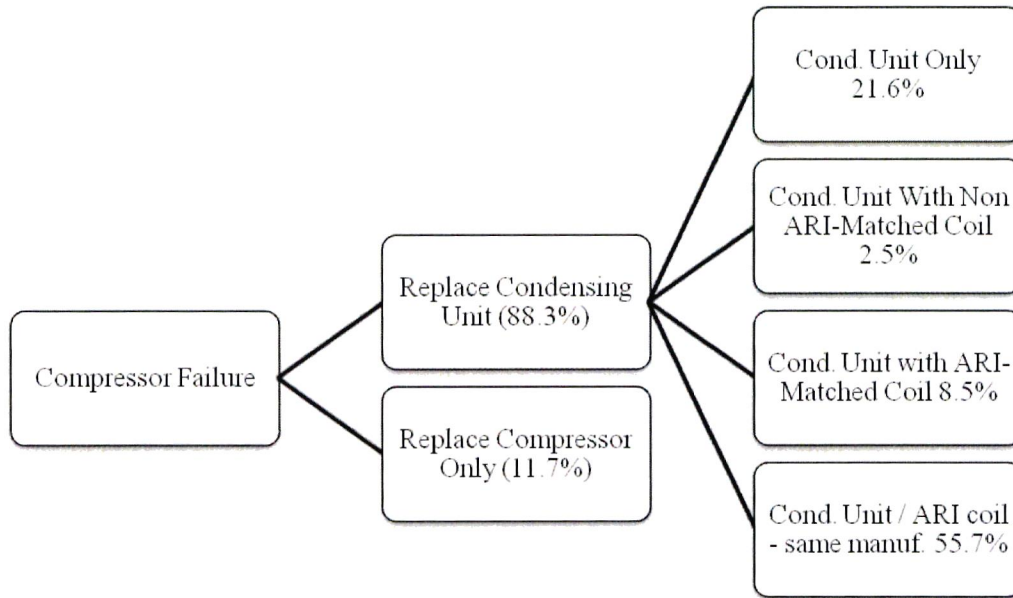 Compressor Failure
Replace Condensing
Unit (88.3%)
Replace Compressor
Only (11.7%)
Cond. Unit Only
21.6%
Cond. Unit With Non
ARI-Matched Coil
2.5%
Cond. Unit with ARI-
Matched Coil 8.5%
Cond. Unit / ARI coil
- same manuf. 55.7%